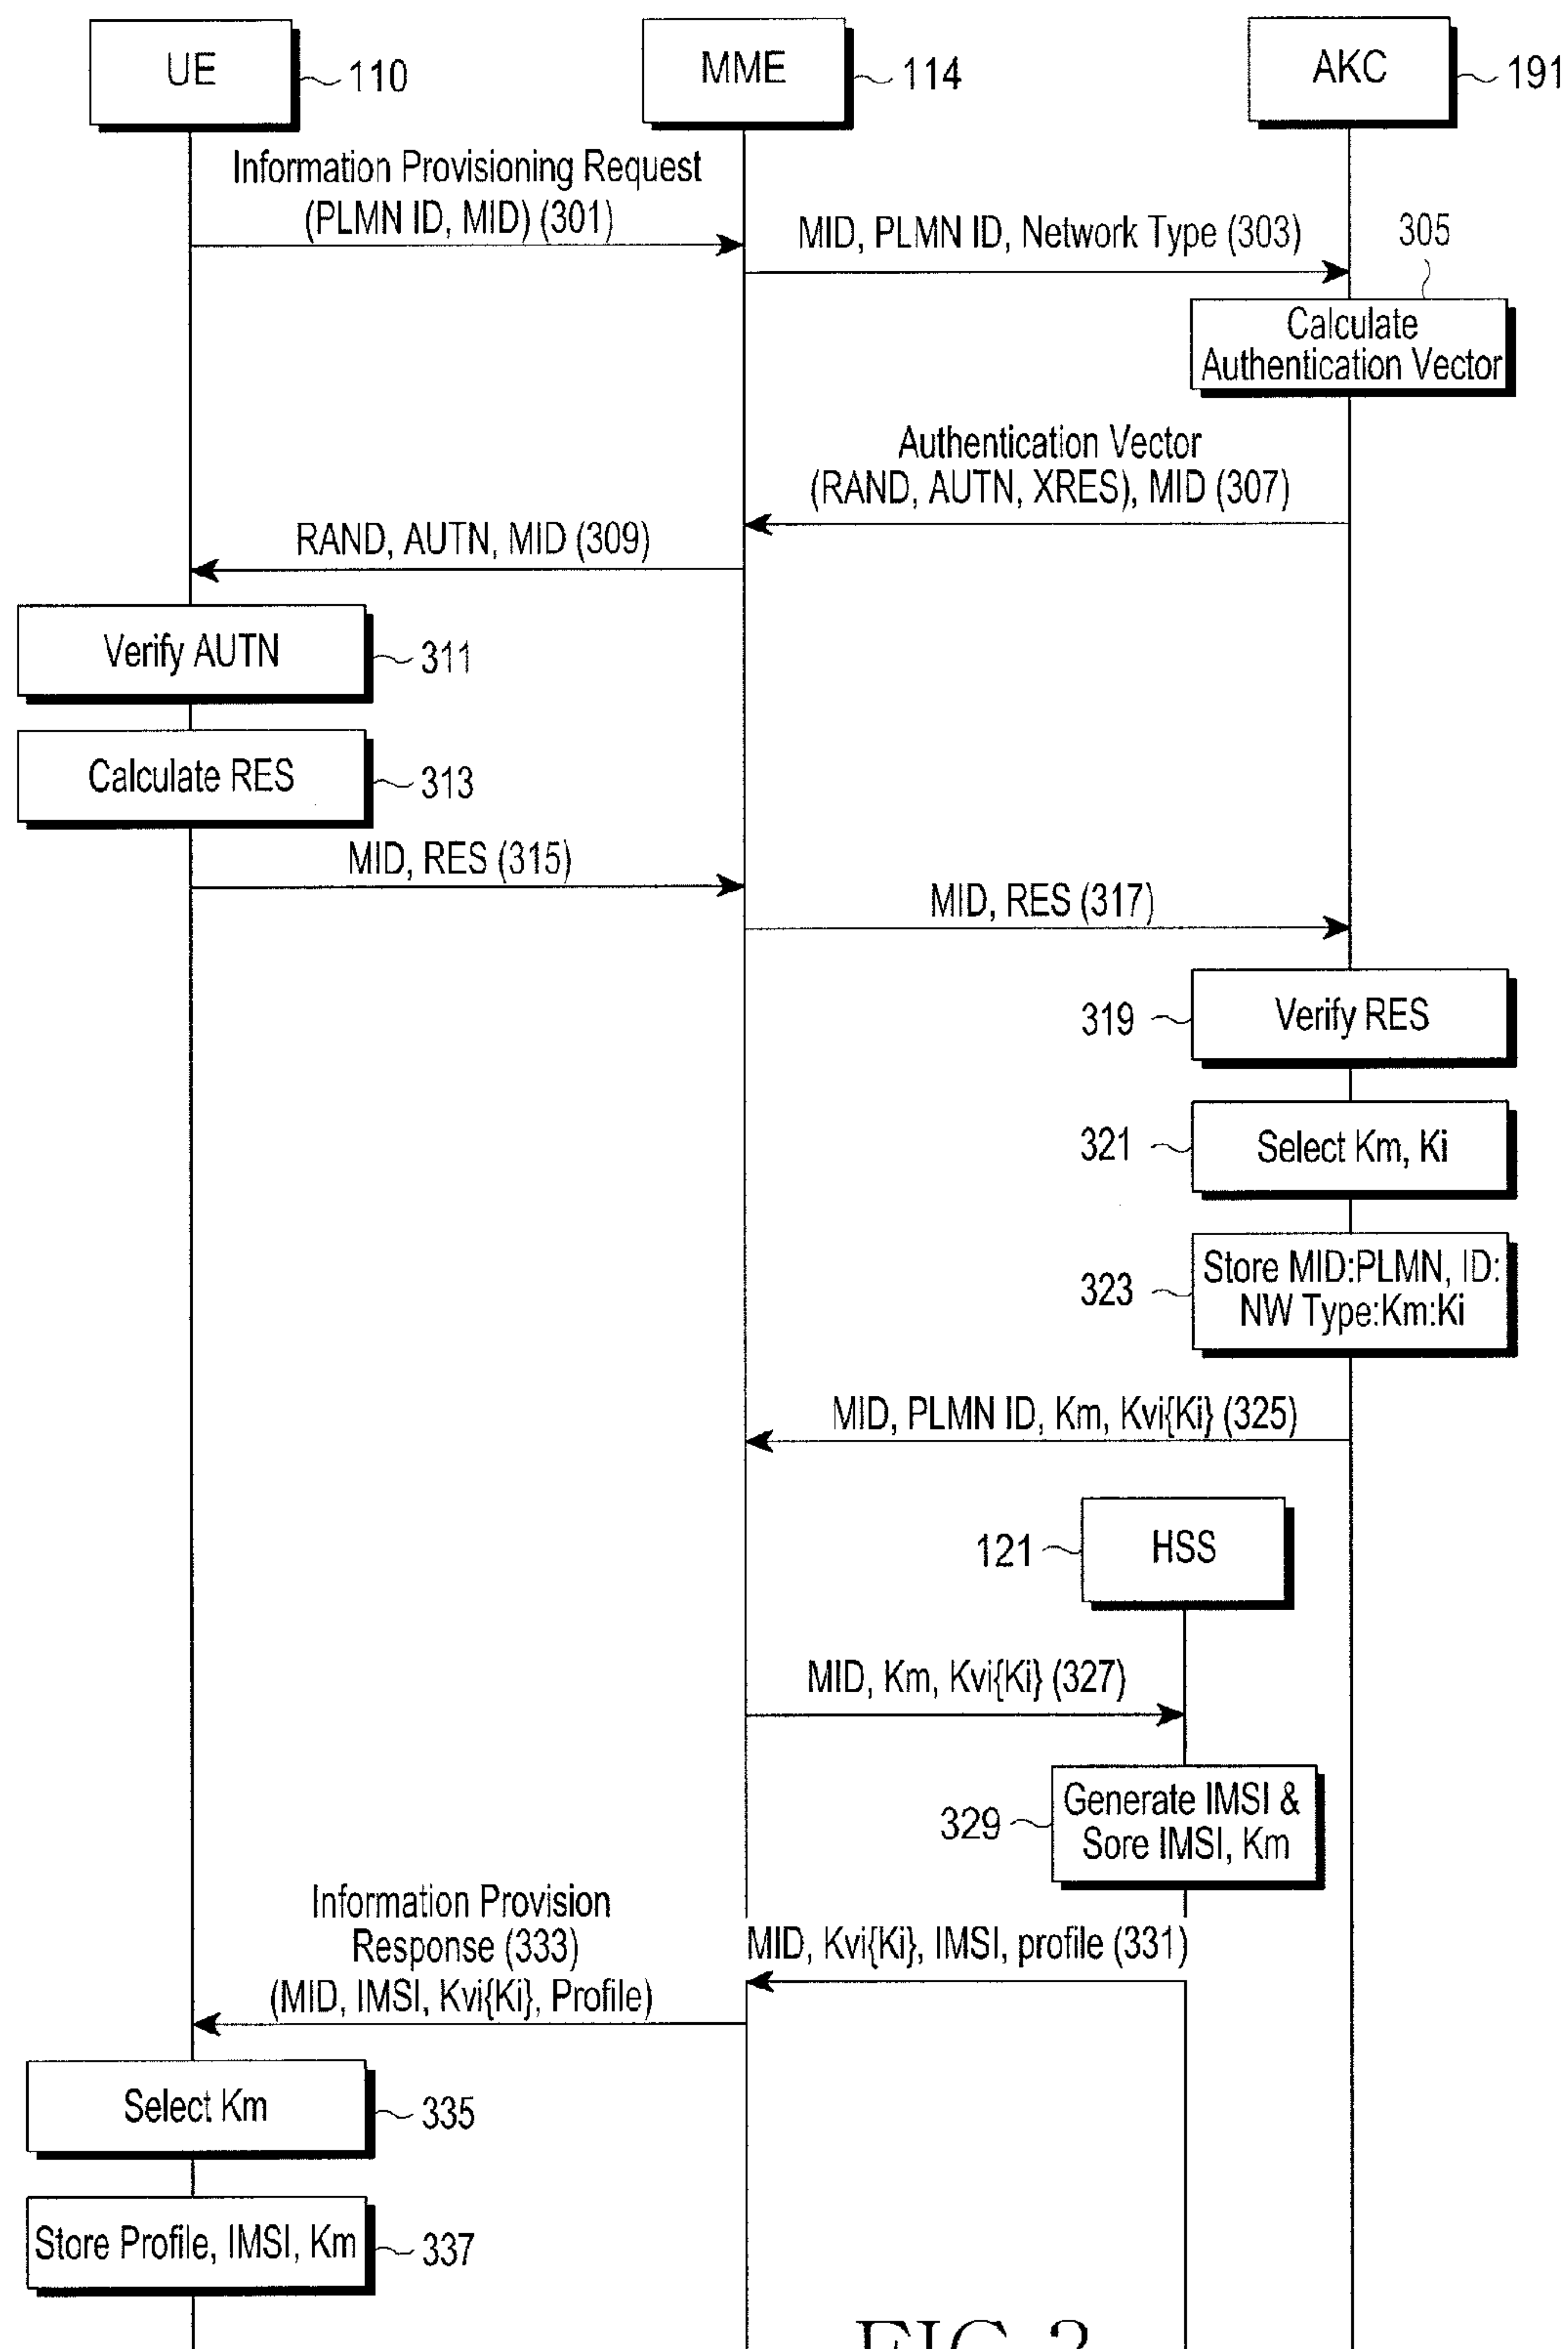 UE
110
MME
114
AKC
191
Information Provisioning Request
(PLMN ID, MID) (301)
MID, PLMN ID, Network Type (303)
305
Calculate
Authentication Vector
Authentication Vector
(RAND, AUTN, XRES), MID (307)
RAND, AUTN, MID (309)
Verify AUTN
311
Calculate RES
313
MID, RES (315)
MID, RES (317)
319
Verify RES
321
Select Km, Ki
323
Store MID:PLMN, ID:
NW Type:Km:Ki
MID, PLMN ID, Km, Kvi{Ki} (325)
121
HSS
MID, Km, Kvi{Ki} (327)
329
Generate IMSI &
Sore IMSI, Km
Information Provision
Response (333)
(MID, IMSI, Kvi{Ki}, Profile)
MID, Kvi{Ki}, IMSI, profile (331)
Select Km
335
Store Profile, IMSI, Km
337